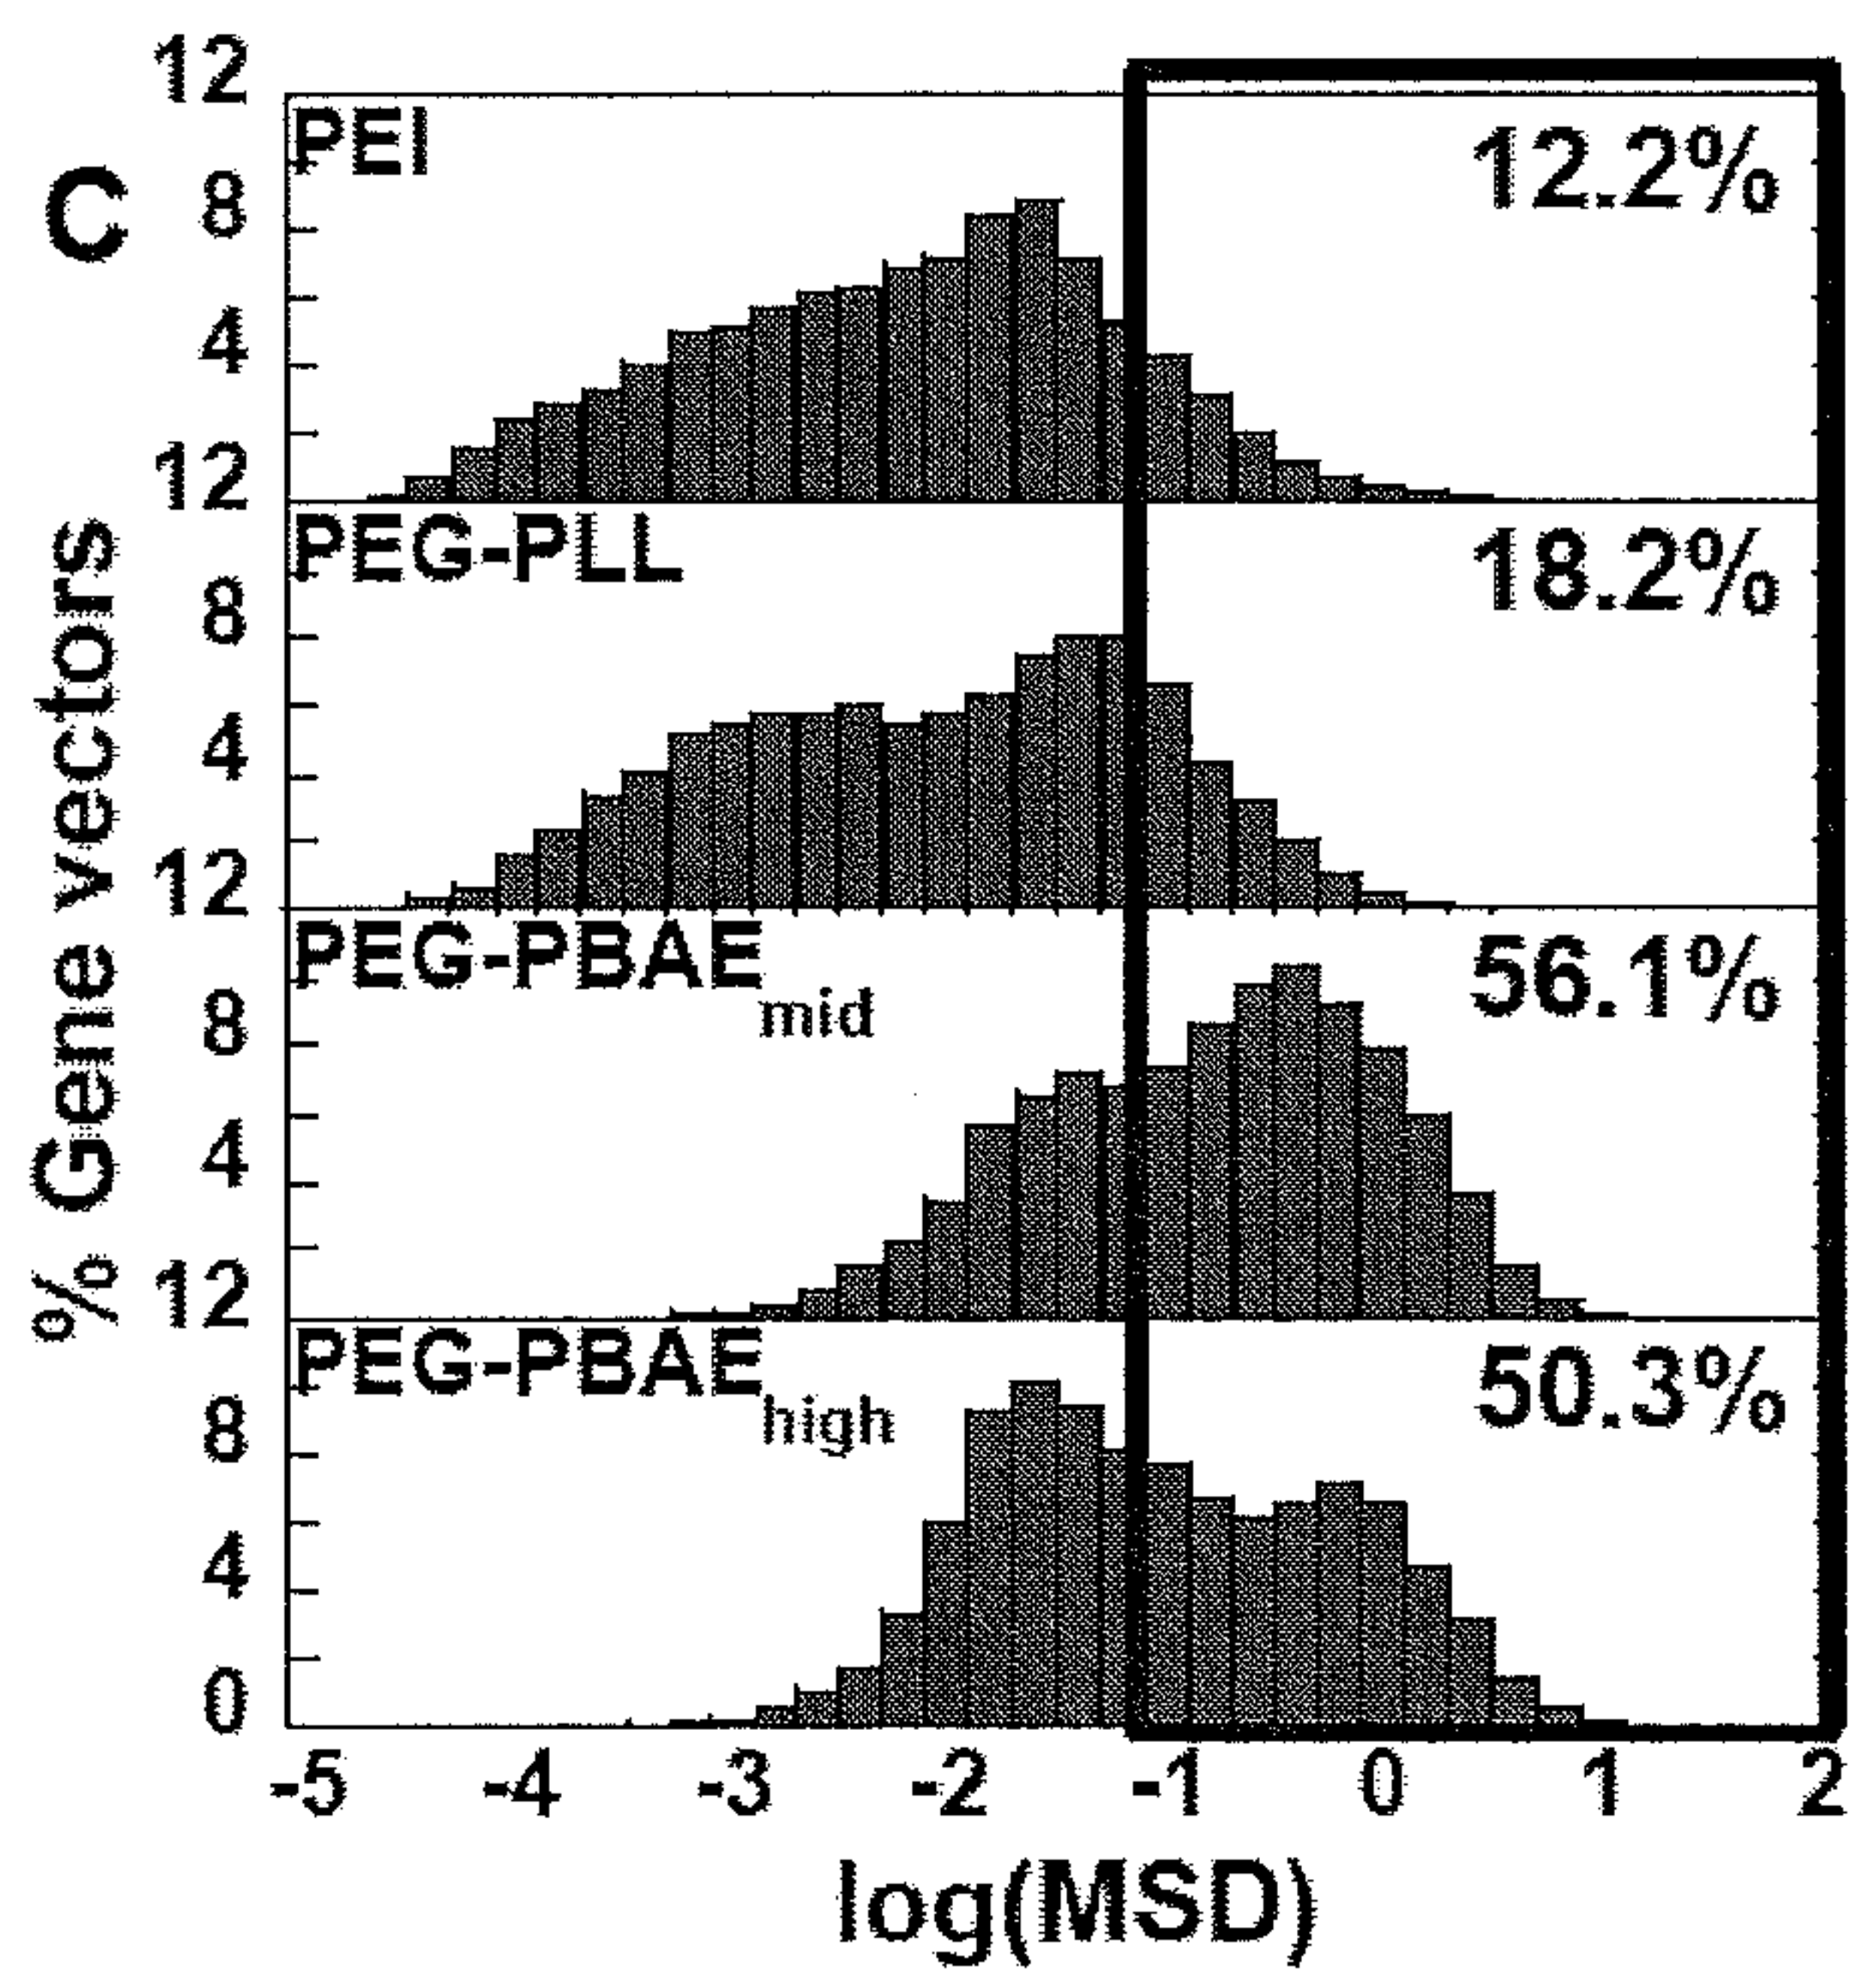 C
% Gene vectors
12
PEI
12.2%
8
4
12
PEG-PLL
18.2%
8
4
12
PEG-PBAE mid
56.1%
8
4
12
PEG-PBAE high
50.3%
8
4
0
-5 -4 -3 -2 -1 0 1 2
log(MSD)